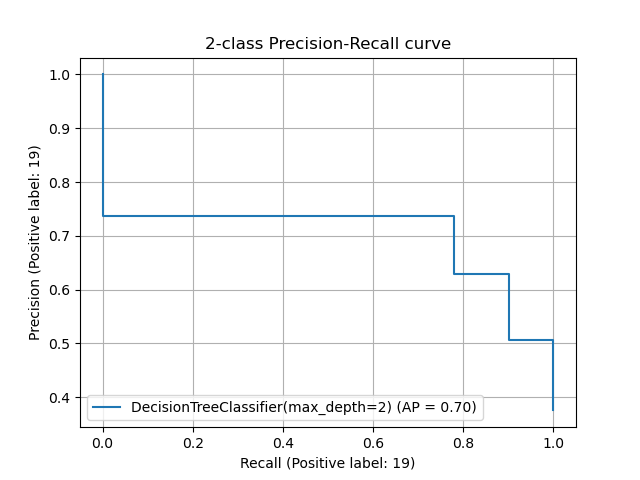 2-class Precision-Recall curve
Precision (Positive label: 19)
1.0
0.9
0.8
0.7
0.6
0.5
0.4
DecisionTreeClassifier(max_depth=2) (AP = 0.70)
0.0 0.2 0.4 0.6 0.8 1.0
Recall (Positive label: 19)